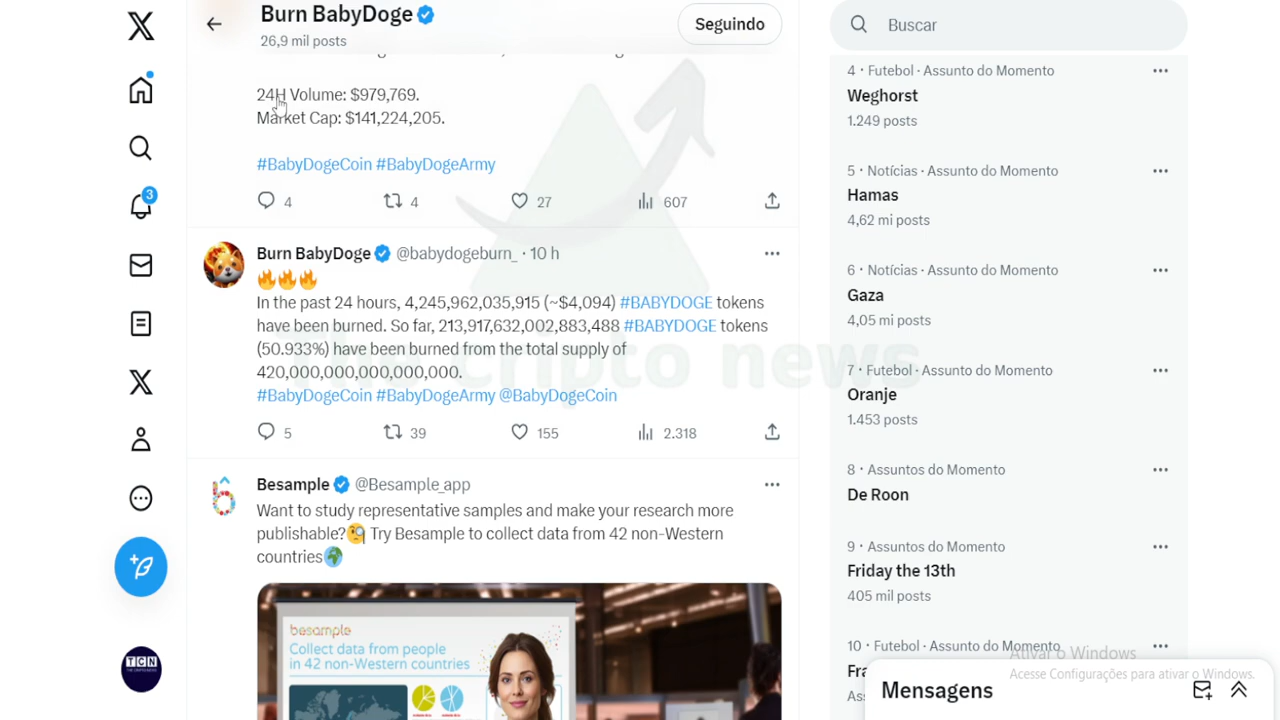 Burn BabyDoge
26,9 mil posts
Seguindo
24H Volume: $979,769.
Market Cap: $141,224,205.
#BabyDogeCoin #BabyDogeArmy
4 4 27 607
Burn BabyDoge @babydogeburn_ · 10 h
🔥🔥🔥
In the past 24 hours, 4,245,962,035,915 (~$4,094) #BABYDOGE tokens
have been burned. So far, 213,917,632,002,883,488 #BABYDOGE tokens
(50.933%) have been burned from the total supply of
420,000,000,000,000,000.
#BabyDogeCoin #BabyDogeArmy @BabyDogeCoin
5 39 155 2.318
Besample @Besample_app
Want to study representative samples and make your research more
publishable?🧐 Try Besample to collect data from 42 non-Western
countries🌍
besample
Collect data from people
in 42 non-Western countries
cripto news
3
TCN
Buscar
4 · Futebol · Assunto do Momento
Weghorst
1.249 posts
5 · Notícias · Assunto do Momento
Hamas
4,62 mi posts
6 · Notícias · Assunto do Momento
Gaza
4,05 mi posts
7 · Futebol · Assunto do Momento
Oranje
1.453 posts
8 · Assuntos do Momento
De Roon
9 · Assuntos do Momento
Friday the 13th
405 mil posts
10 · Futebol · Assunto do Momento
Ativar o Windows
Acesse Configurações para ativar o Windows.
Mensagens